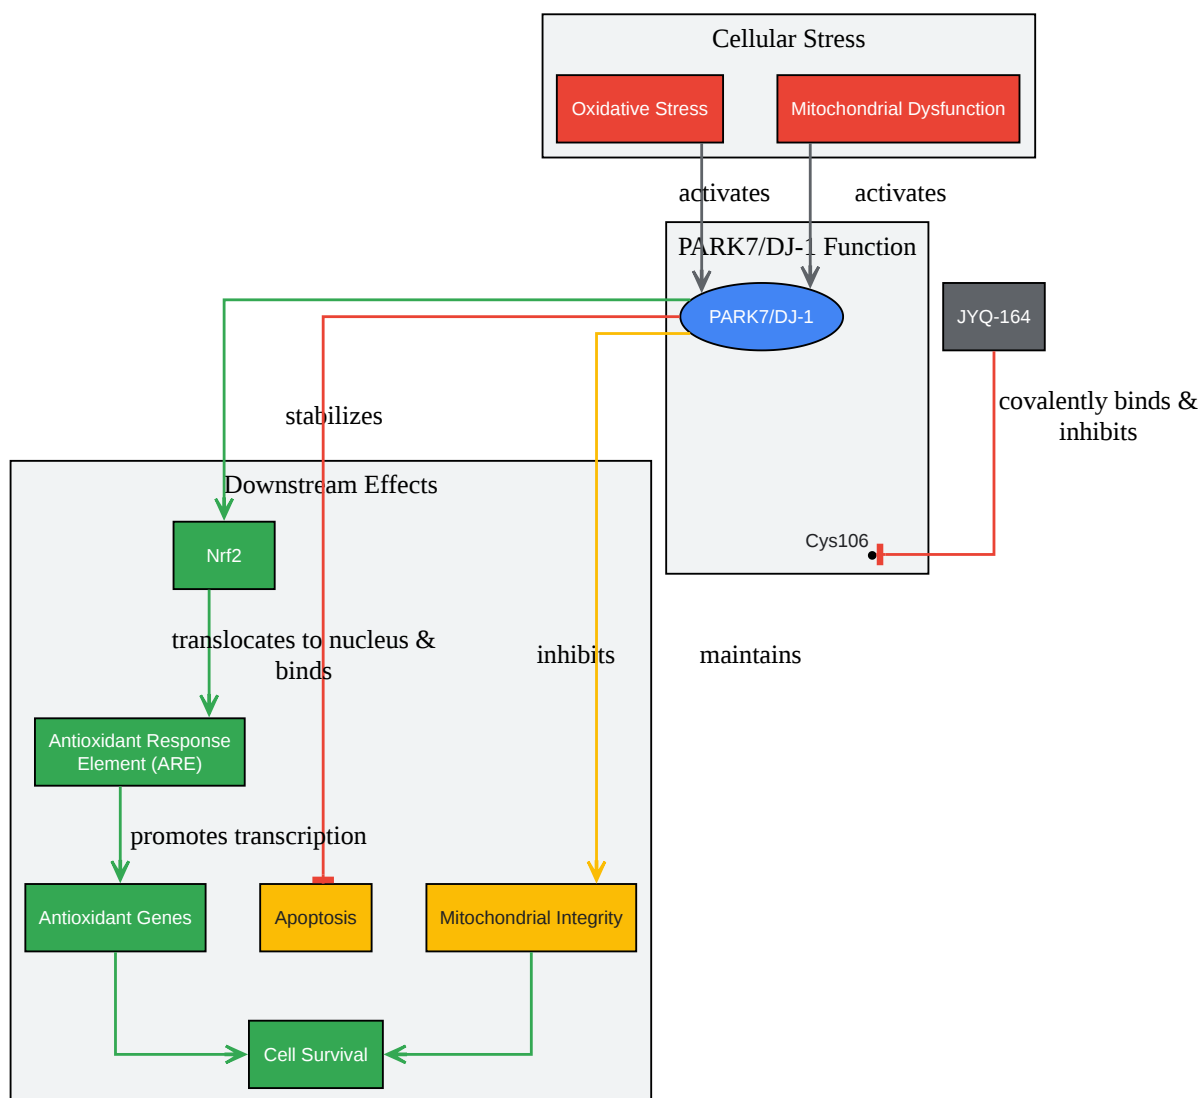 Cellular Stress
Oxidative Stress
Mitochondrial Dysfunction
activates
activates
PARK7/DJ-1 Function
PARK7/DJ-1
JYQ-164
covalently binds &
inhibits
stabilizes
Downstream Effects
Cys106
Nrf2
translocates to nucleus &
binds
inhibits
maintains
Antioxidant Response
Element (ARE)
promotes transcription
Antioxidant Genes
Apoptosis
Mitochondrial Integrity
Cell Survival